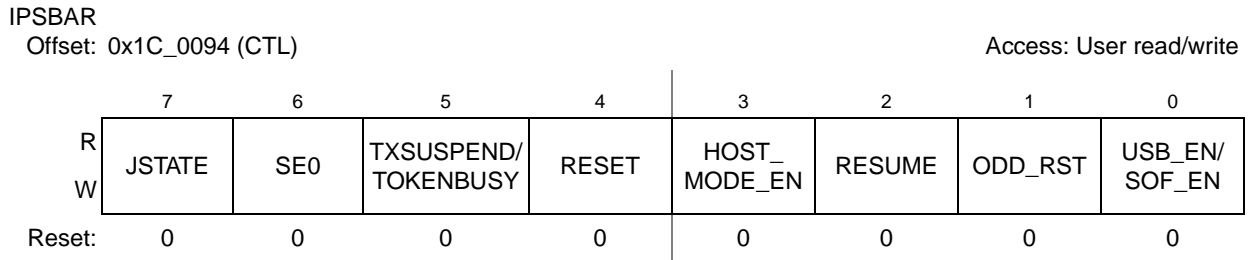 IPSBAR
Offset: 0x1C_0094 (CTL) Access: User read/write
7 6 5 4 3 2 1 0
R
W
JSTATE SE0 TXSUSPEND/
TOKENBUSY RESET HOST_
MODE_EN RESUME ODD_RST USB_EN/
SOF_EN
Reset: 0 0 0 0 0 0 0 0